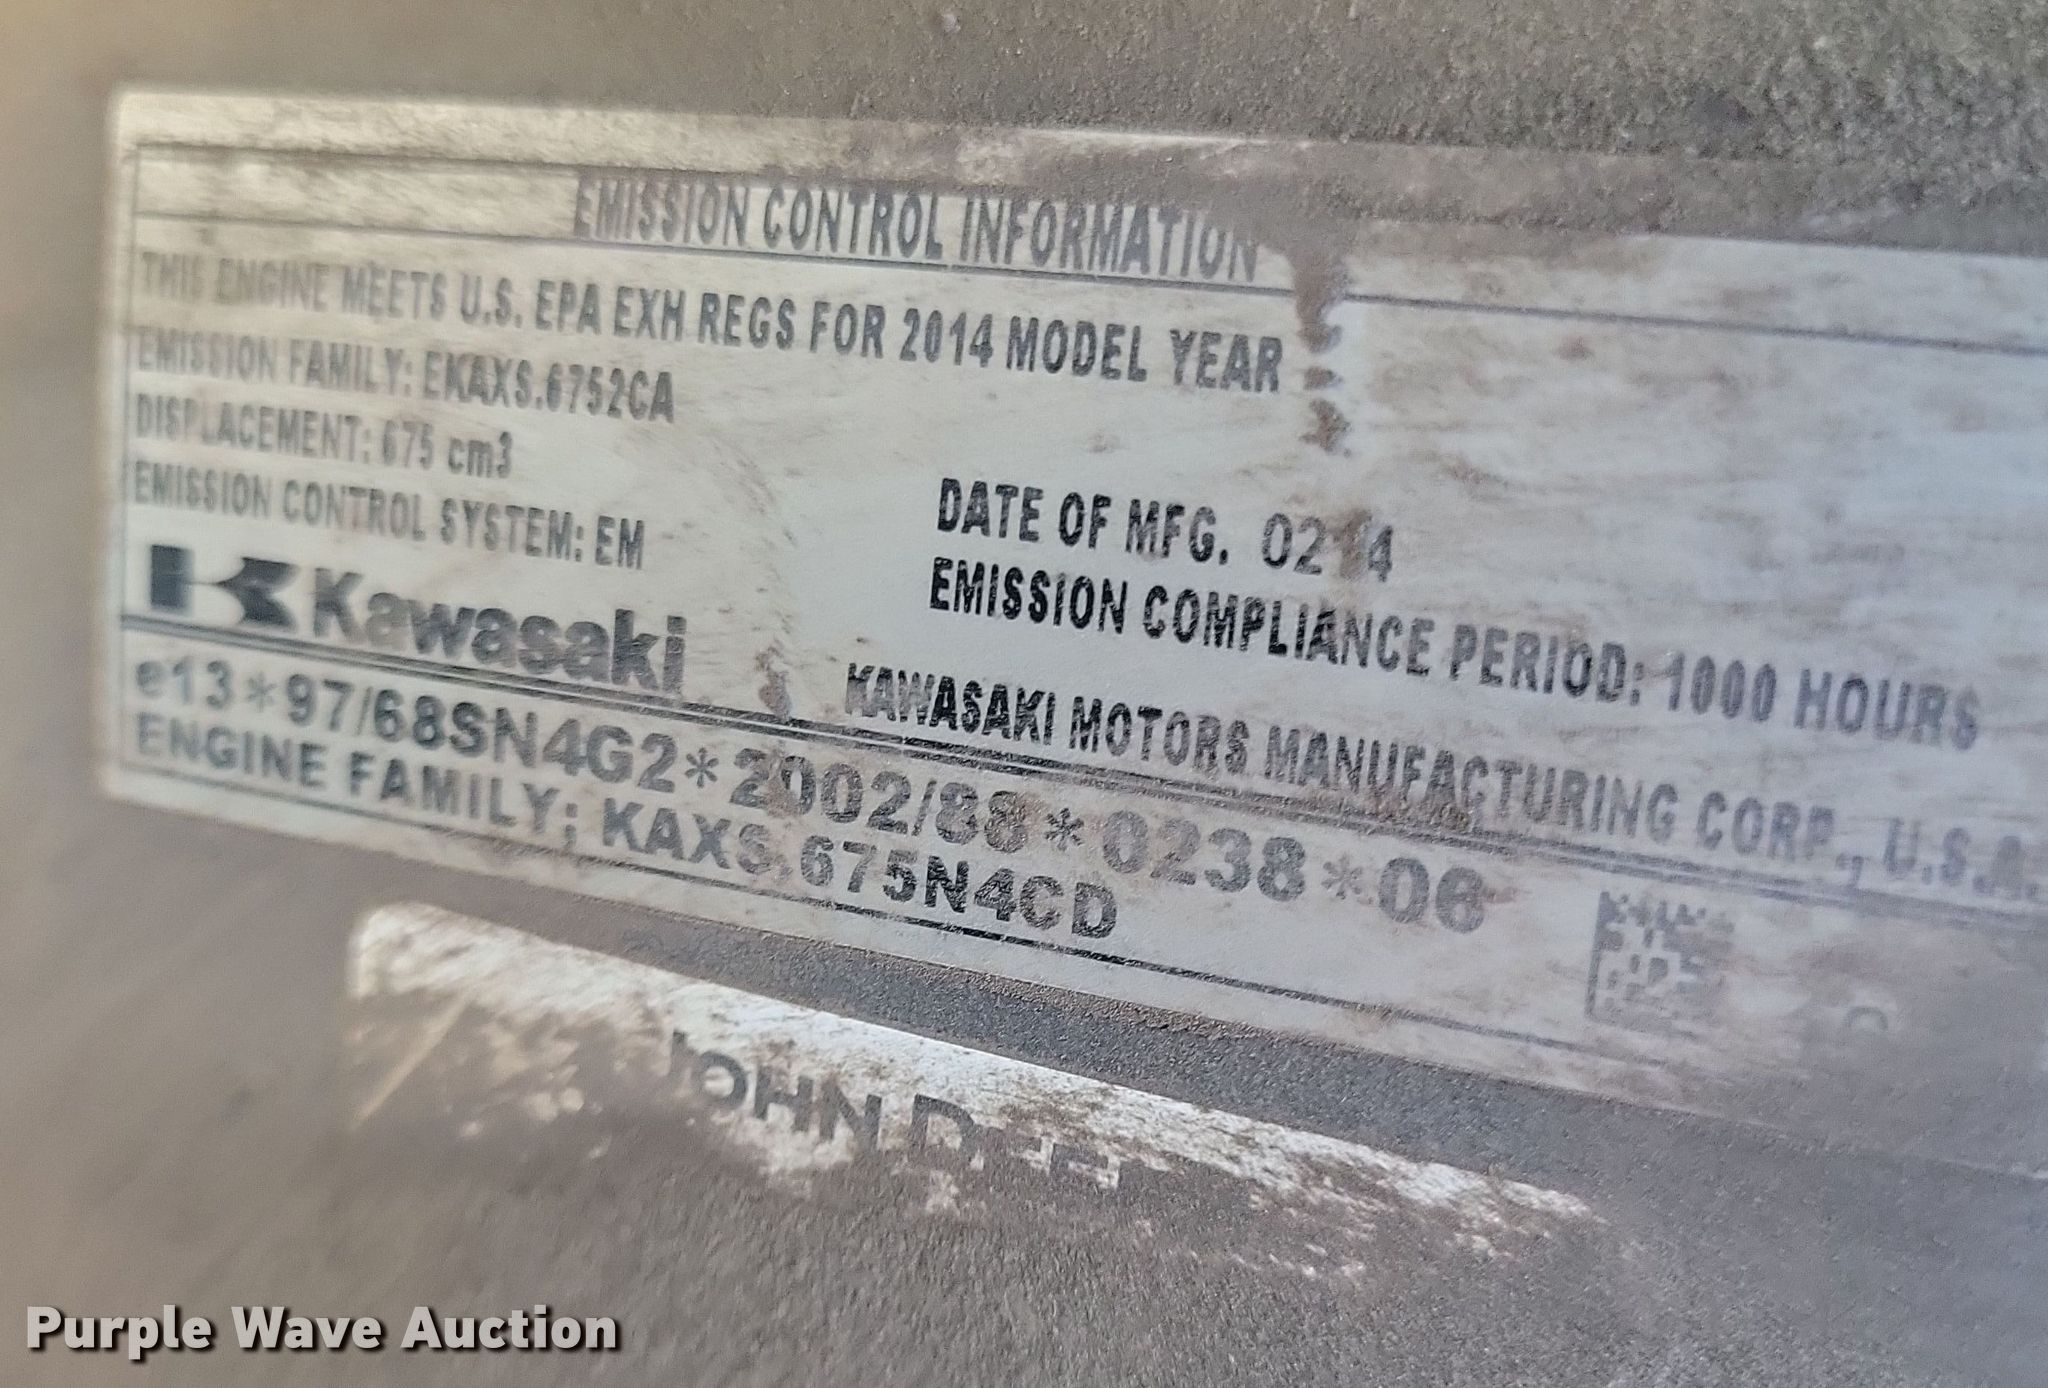 EMISSION CONTROL INFORMATION
THIS ENGINE MEETS U.S. EPA EXH REGS FOR 2014 MODEL YEAR
EMISSION FAMILY: EKAXS.6752CA
DISPLACEMENT: 675 cm3
EMISSION CONTROL SYSTEM: EM
DATE OF MFG.
EMISSION COMPLIANCE PERIOD: 1000 HOURS
Kawasaki
KAWASAKI MOTORS MANUFACTURING CORP., U.S.A.
e13*97/68SN4G2*2002/88*0238*06
ENGINE FAMILY; KAXS.675N4CD
JOHN
Purple Wave Auction